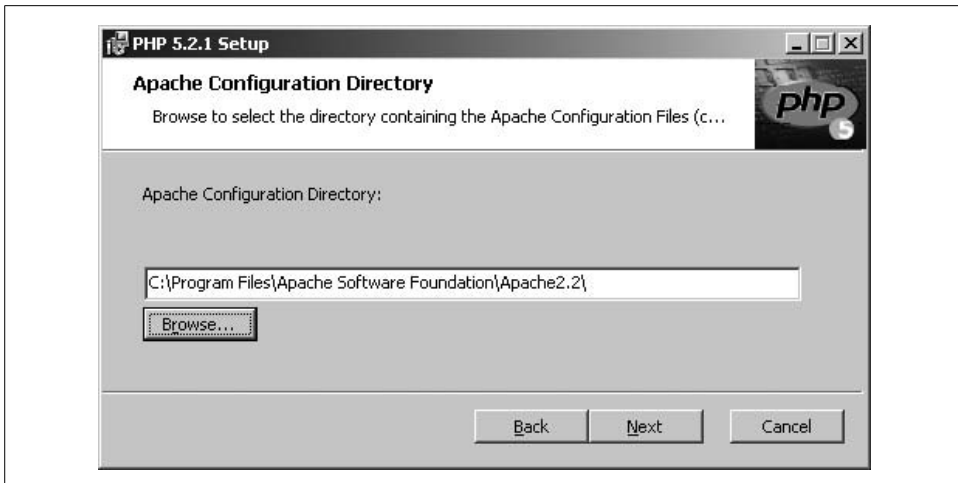 PHP 5.2.1 Setup
Apache Configuration Directory
Browse to select the directory containing the Apache Configuration Files (c...
php
5
Apache Configuration Directory:
C:\Program Files\Apache Software Foundation\Apache2.2\
Browse...
Back
Next
Cancel